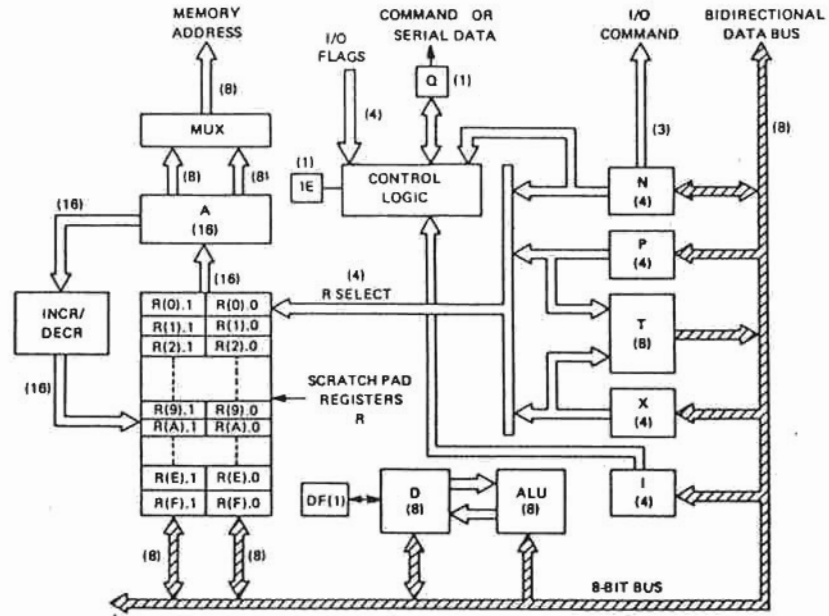 MEMORY
ADDRESS
COMMAND OR
SERIAL DATA
I/O
COMMAND
BIDIRECTIONAL
DATA BUS
I/O
FLAGS
(8)
Q
(1)
(4)
(3)
(8)
MUX
(8)
(8)
(1)
IE
CONTROL
LOGIC
N
(4)
(16)
A
(16)
P
(4)
(16)
(4)
R SELECT
INCR/
DECR
R(0).1
R(0).0
R(1).1
R(1).0
R(2).1
R(2).0
T
(8)
(16)
SCRATCH PAD
REGISTERS
R
R(9).1
R(9).0
R(A).1
R(A).0
X
(4)
R(E).1
R(E).0
R(F).1
R(F).0
DF(1)
D
(8)
ALU
(8)
I
(4)
(8)
(8)
8-BIT BUS